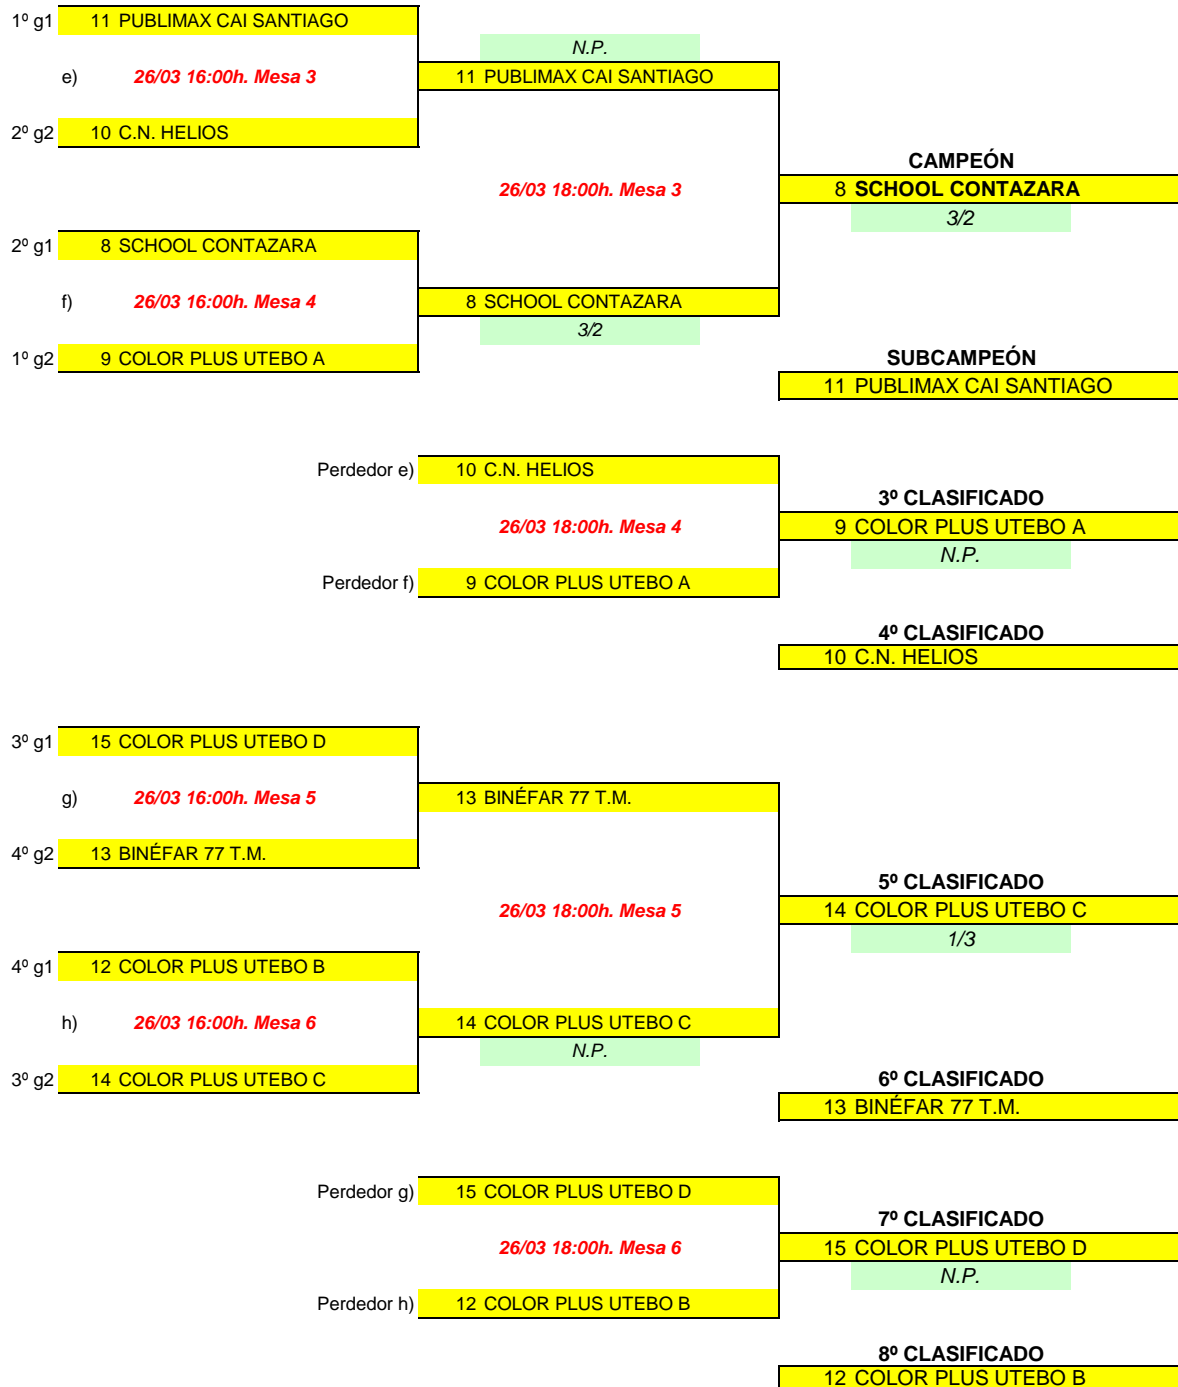 1º g1 11 PUBLIMAX CAI SANTIAGO
N.P.
e) 26/03 16:00h. Mesa 3 11 PUBLIMAX CAI SANTIAGO
2º g2 10 C.N. HELIOS
CAMPEÓN
26/03 18:00h. Mesa 3 8 SCHOOL CONTAZARA
3/2
2º g1 8 SCHOOL CONTAZARA
f) 26/03 16:00h. Mesa 4 8 SCHOOL CONTAZARA
3/2
1º g2 9 COLOR PLUS UTEBO A SUBCAMPEÓN
11 PUBLIMAX CAI SANTIAGO
Perdedor e) 10 C.N. HELIOS
3º CLASIFICADO
26/03 18:00h. Mesa 4 9 COLOR PLUS UTEBO A
N.P.
Perdedor f) 9 COLOR PLUS UTEBO A
4º CLASIFICADO
10 C.N. HELIOS
3º g1 15 COLOR PLUS UTEBO D
g) 26/03 16:00h. Mesa 5 13 BINÉFAR 77 T.M.
4º g2 13 BINÉFAR 77 T.M.
5º CLASIFICADO
26/03 18:00h. Mesa 5 14 COLOR PLUS UTEBO C
1/3
4º g1 12 COLOR PLUS UTEBO B
h) 26/03 16:00h. Mesa 6 14 COLOR PLUS UTEBO C
N.P.
3º g2 14 COLOR PLUS UTEBO C 6º CLASIFICADO
13 BINÉFAR 77 T.M.
Perdedor g) 15 COLOR PLUS UTEBO D
7º CLASIFICADO
26/03 18:00h. Mesa 6 15 COLOR PLUS UTEBO D
N.P.
Perdedor h) 12 COLOR PLUS UTEBO B
8º CLASIFICADO
12 COLOR PLUS UTEBO B